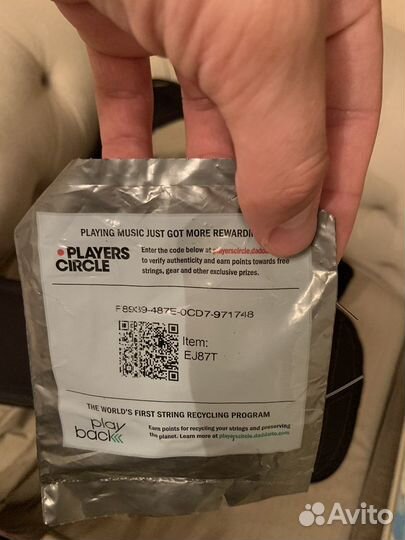 PLAYING MUSIC JUST GOT MORE REWARDIN
PLAYERS
CIRCLE
Enter the code below at playerscircle.dadda
to verify authenticity and earn points towards free
strings, gear and other exclusive prizes.
F8939-487E-0CD7-971748
Item:
EJ87T
THE WORLD'S FIRST STRING RECYCLING PROGRAM
play
back
Earn points for recycling your strings and preserving
the planet. Learn more at playerscircle.daddario.com
Avito